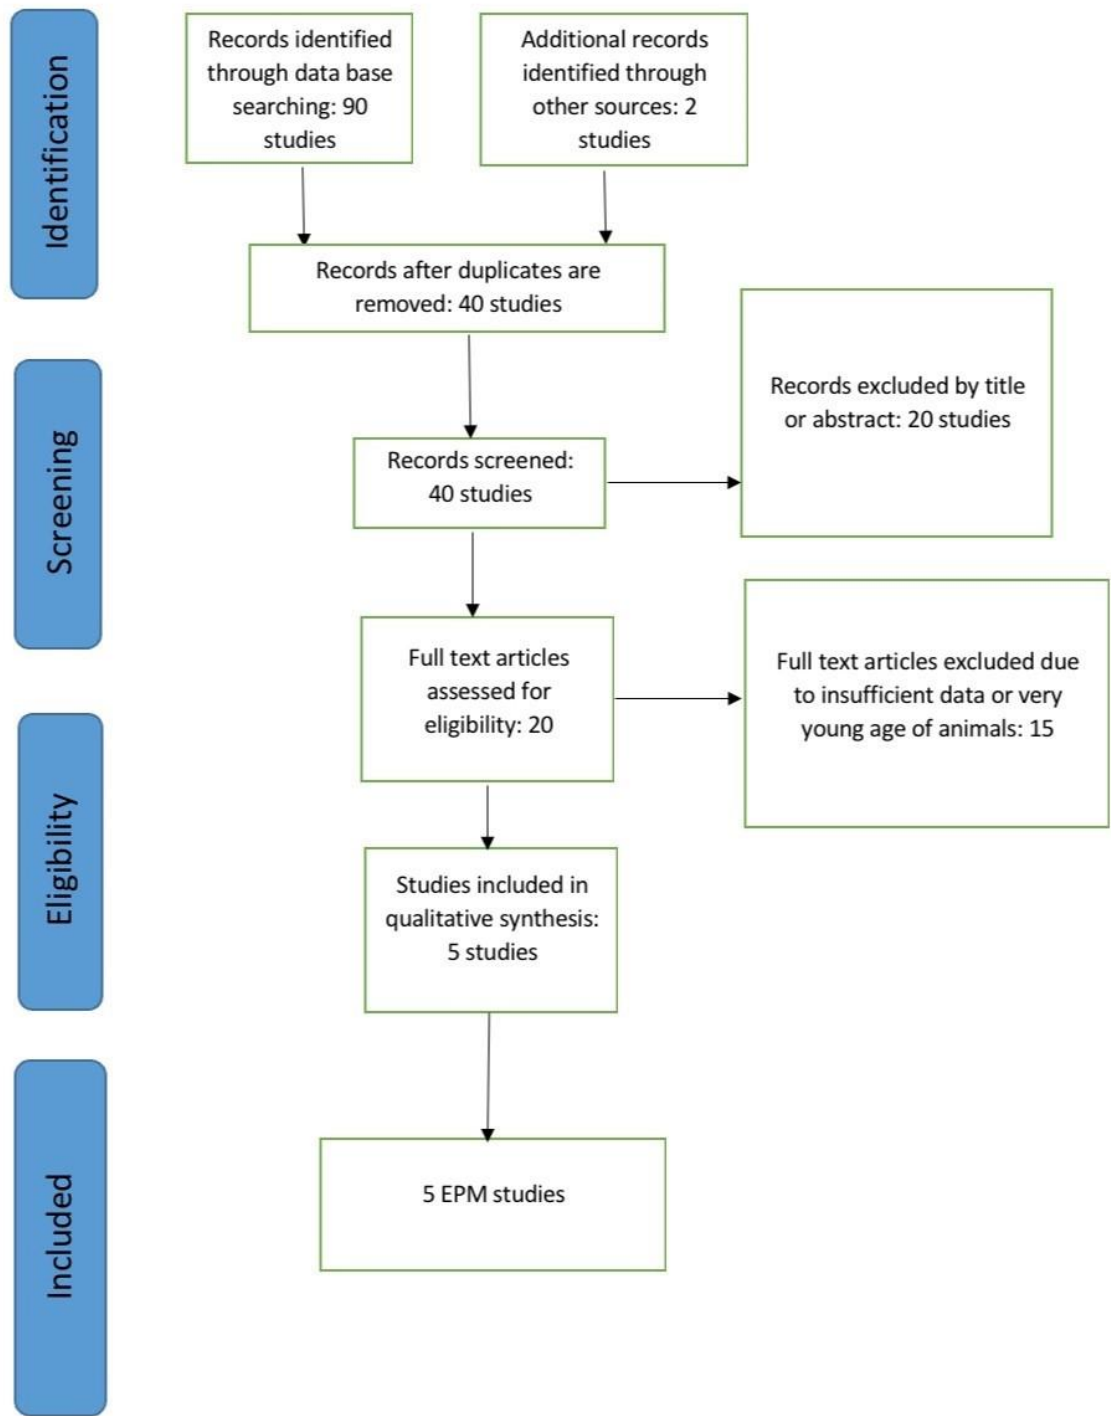 Identification
Records identified
through data base
searching: 90
studies
Additional records
identified through
other sources: 2
studies
Records after duplicates are
removed: 40 studies
Screening
Records screened:
40 studies
Records excluded by title
or abstract: 20 studies
Full text articles
assessed for
eligibility: 20
Full text articles excluded due
to insufficient data or very
young age of animals: 15
Eligibility
Studies included in
qualitative synthesis:
5 studies
Included
5 EPM studies